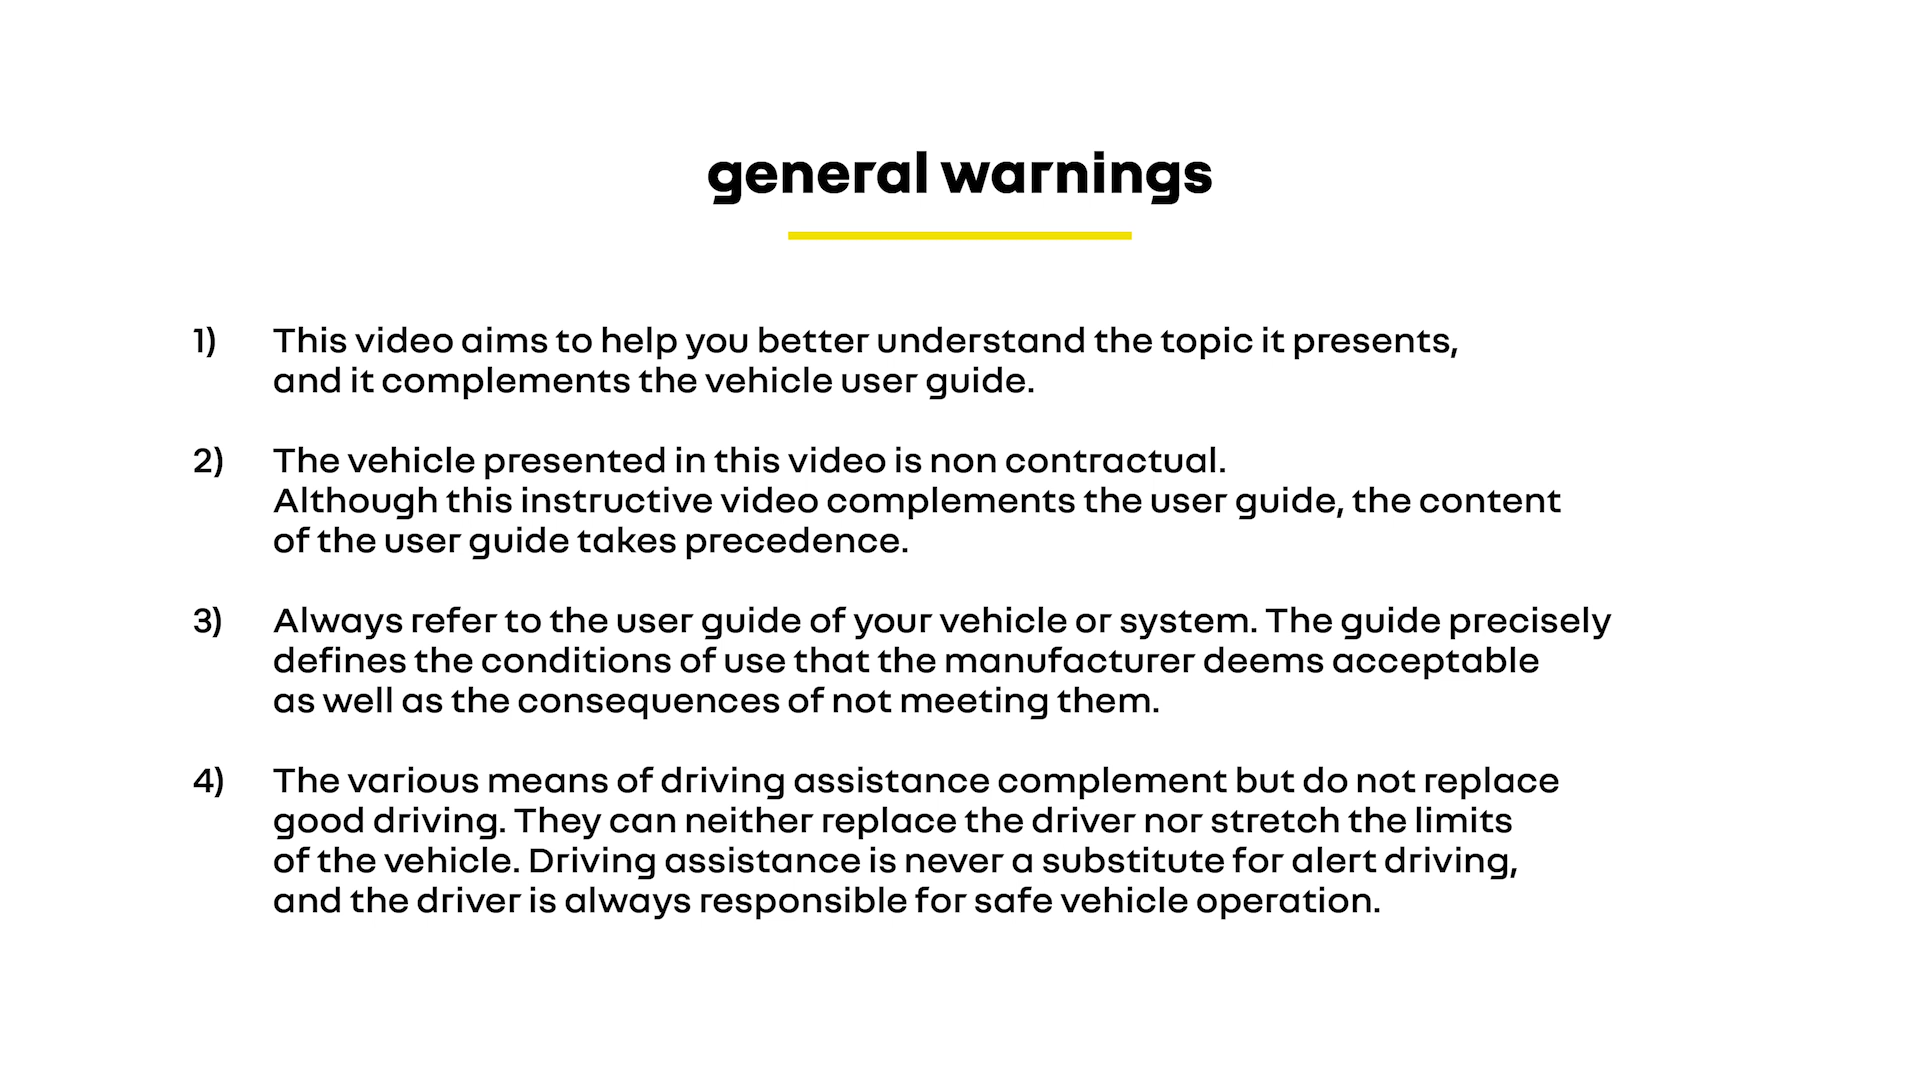 general warnings
1) This video aims to help you better understand the topic it presents,
and it complements the vehicle user guide.
2) The vehicle presented in this video is non contractual.
Although this instructive video complements the user guide, the content
of the user guide takes precedence.
3) Always refer to the user guide of your vehicle or system. The guide precisely
defines the conditions of use that the manufacturer deems acceptable
as well as the consequences of not meeting them.
4) The various means of driving assistance complement but do not replace
good driving. They can neither replace the driver nor stretch the limits
of the vehicle. Driving assistance is never a substitute for alert driving,
and the driver is always responsible for safe vehicle operation.